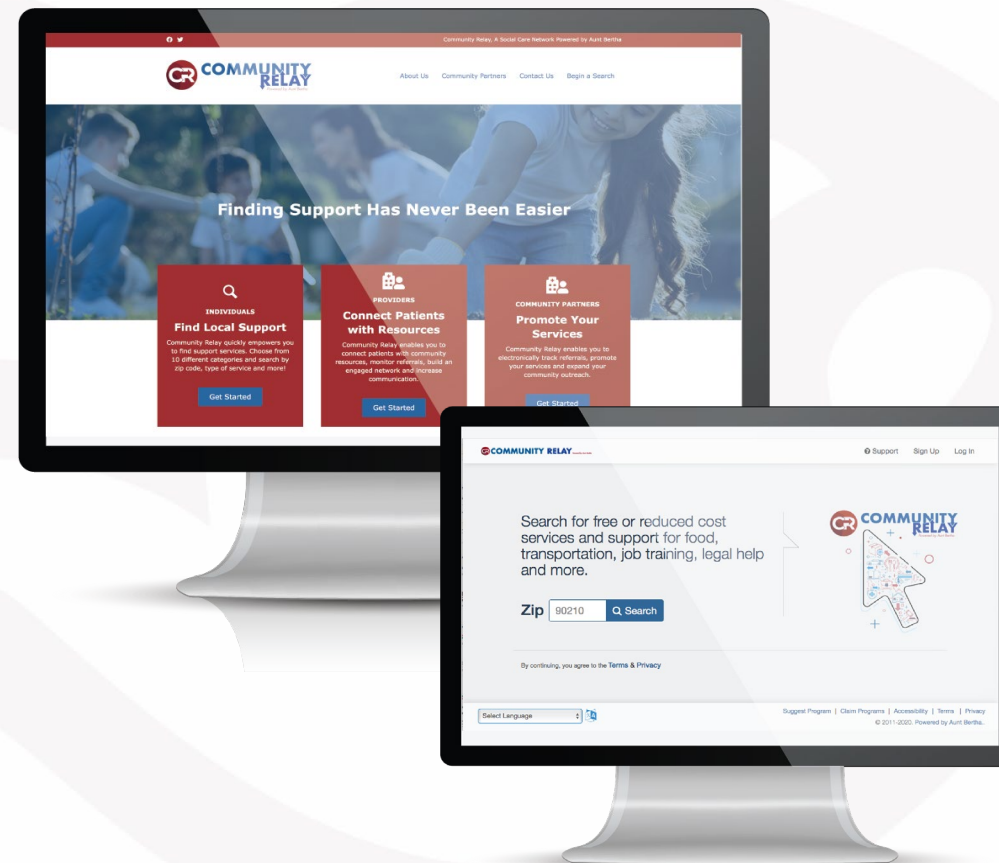 Community Relay, A Social Care Network Powered by Aunt Bertha
CR COMMUNITY
RELAY
Powered by Aunt Bertha
About Us Community Partners Contact Us Begin a Search
Finding Support Has Never Been Easier
INDIVIDUALS
Find Local Support
Community Relay quickly empowers you
to find support services. Choose from
10 different categories and search by
zip code, type of service and more!
Get Started
PROVIDERS
Connect Patients
with Resources
Community Relay enables you to
connect patients with community
resources, monitor referrals, build an
engaged network and increase
communication.
Get Started
COMMUNITY PARTNERS
Promote Your
Services
Community Relay enables you to
electronically track referrals, promote
your services and expand your
community outreach.
Get Started
CR COMMUNITY RELAY
Support Sign Up Log In
Search for free or reduced cost
services and support for food,
transportation, job training, legal help
and more.
Zip 90210 Search
CR COMMUNITY
RELAY
Powered by Aunt Bertha
By continuing, you agree to the Terms & Privacy
Select Language
Suggest Program | Claim Programs | Accessibility | Terms | Privacy
© 2011-2020. Powered by Aunt Bertha.